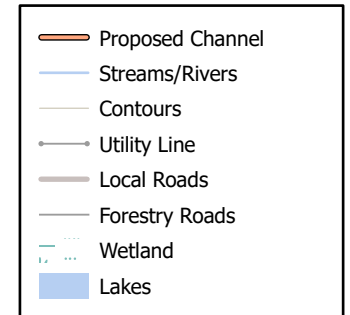 Proposed Channel
Streams/Rivers
Contours
Utility Line
Local Roads
Forestry Roads
Wetland
Lakes